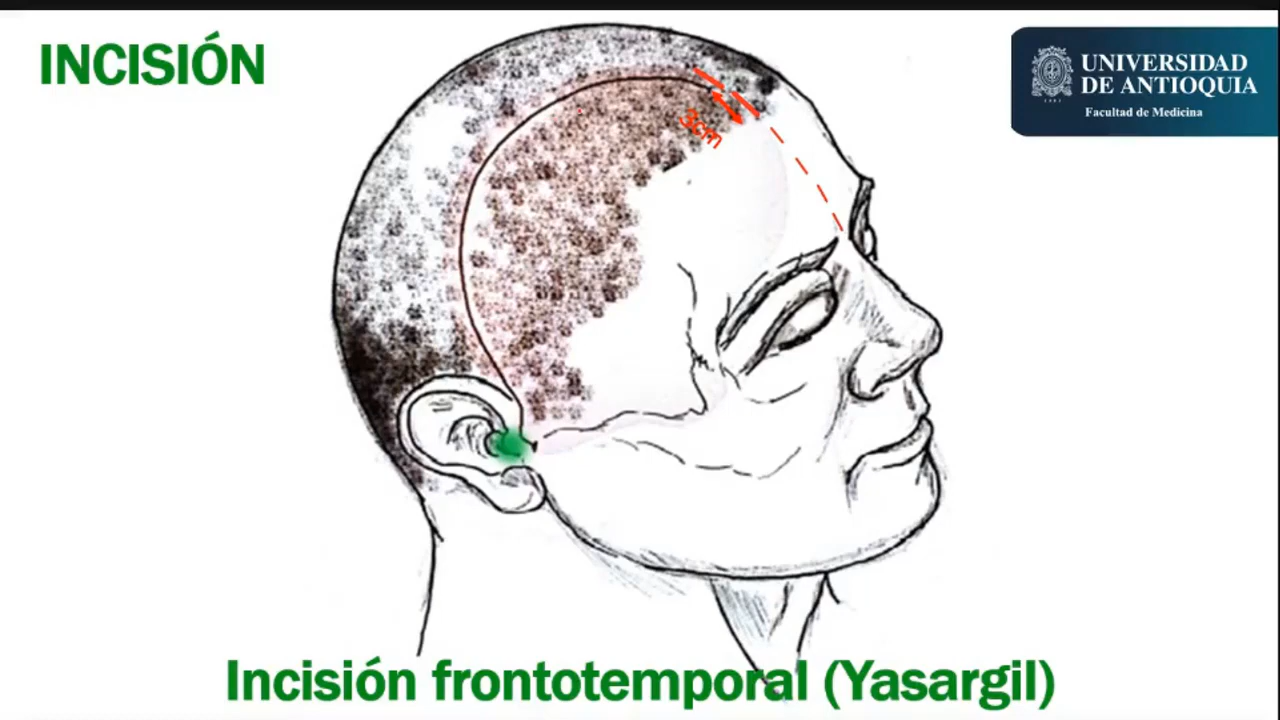 INCISIÓN
UNIVERSIDAD
DE ANTIOQUIA
Facultad de Medicina
3cm
Incisión frontotemporal (Yasargil)